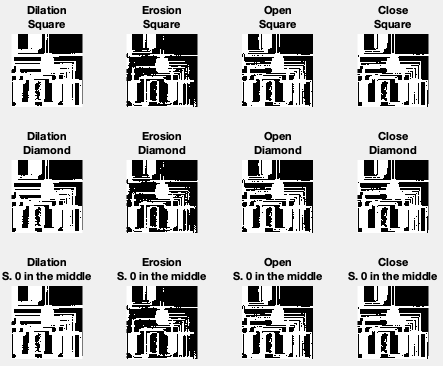 Dilation Erosion Open Close
Square Square Square Square
Dilation Erosion Open Close
Diamond Diamond Diamond Diamond
Dilation Erosion Open Close
S. 0 in the middle S. 0 in the middle S. 0 in the middle S. 0 in the middle